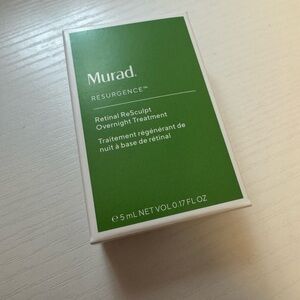 Murad.
RESURGENCE™
Retinal ReSculpt
Overnight Treatment
Traitement régénérant de
nuit à base de rétinal
℮ 5 mL NET VOL 0.17 FL OZ